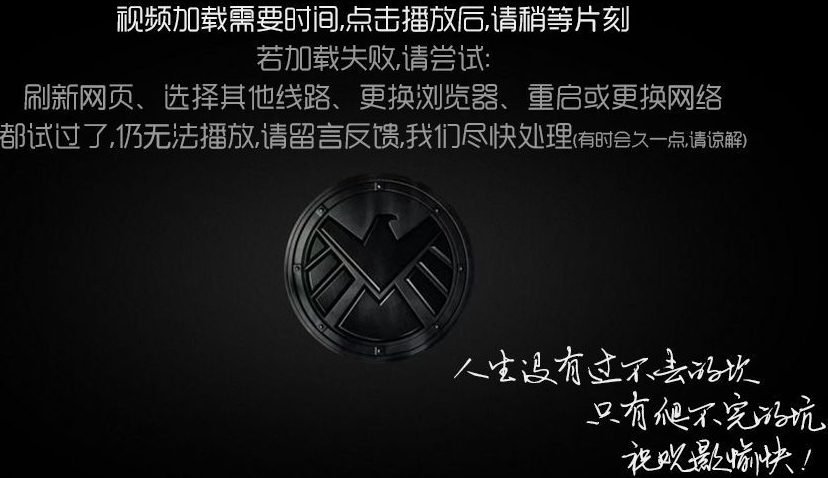 视频加载需要时间,点击播放后,请稍等片刻
若加载失败,请尝试:
刷新网页、选择其他线路、更换浏览器、重启或更换网络
都试过了,仍无法播放,请留言反馈,我们尽快处理(有时会久一点,请谅解)
人生没有过不去的坎
只有爬不完的坑
祝观影愉快!